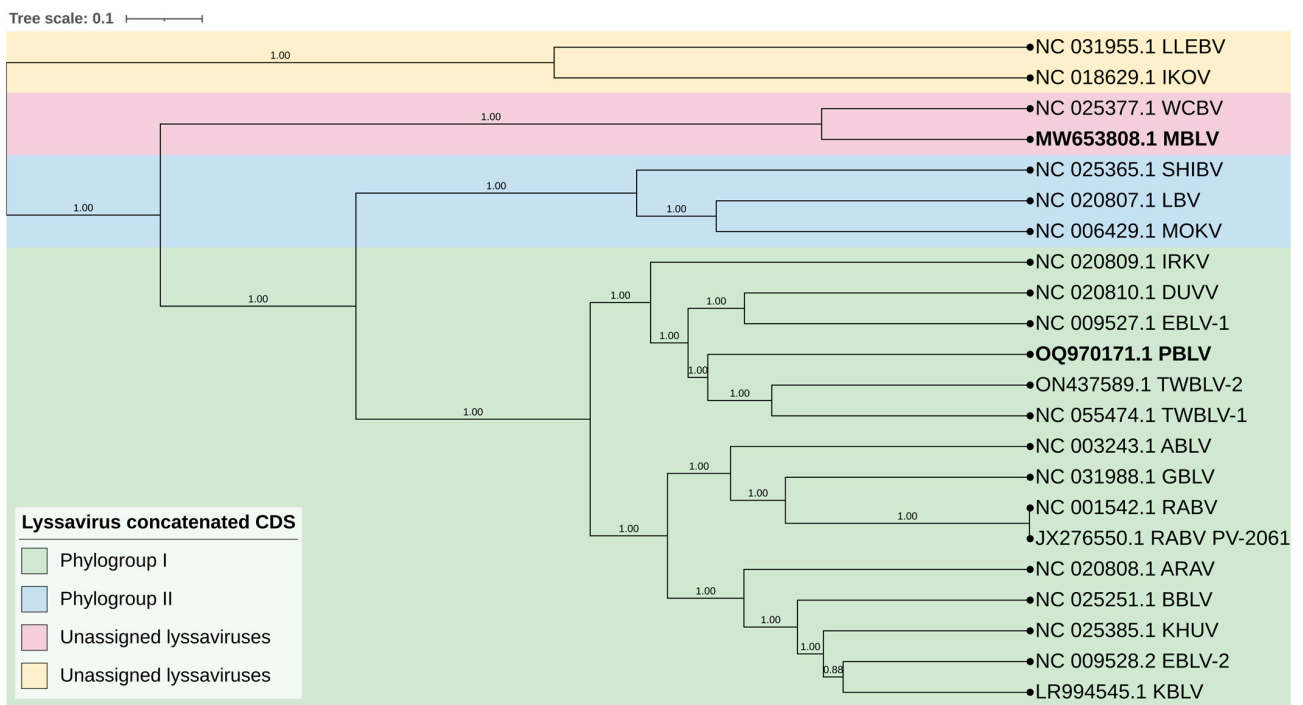 Tree scale: 0.1
1.00
NC 031955.1 LLEBV
NC 018629.1 IKOV
1.00
NC 025377.1 WCBV
MW653808.1 MBLV
1.00
1.00
NC 025365.1 SHIBV
1.00
NC 020807.1 LBV
NC 006429.1 MOKV
1.00
1.00
NC 020809.1 IRKV
1.00
1.00
NC 020810.1 DUVV
NC 009527.1 EBLV-1
1.00
OQ970171.1 PBLV
1.00
ON437589.1 TWBLV-2
NC 055474.1 TWBLV-1
1.00
1.00
NC 003243.1 ABLV
1.00
NC 031988.1 GBLV
1.00
NC 001542.1 RABV
JX276550.1 RABV PV-2061
1.00
1.00
NC 020808.1 ARAV
1.00
NC 025251.1 BBLV
1.00
NC 025385.1 KHUV
0.88
NC 009528.2 EBLV-2
LR994545.1 KBLV
Lyssavirus concatenated CDS
Phylogroup I
Phylogroup II
Unassigned lyssaviruses
Unassigned lyssaviruses